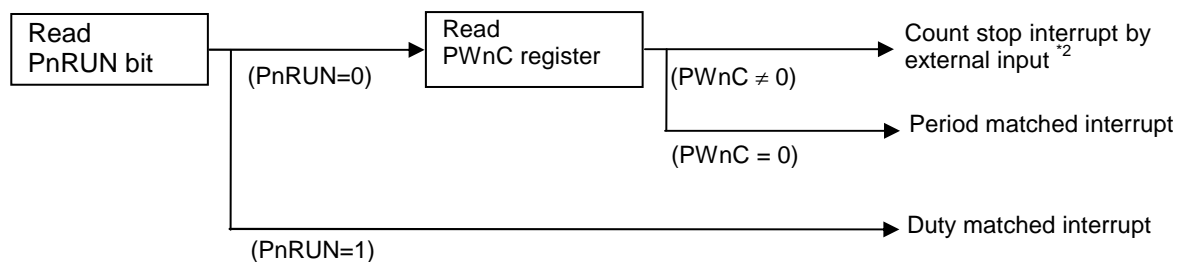 Read
PnRUN bit
(PnRUN=0)
Read
PWnC register
(PWnC ≠ 0)
Count stop interrupt by
external input *2
(PWnC = 0)
Period matched interrupt
(PnRUN=1)
Duty matched interrupt